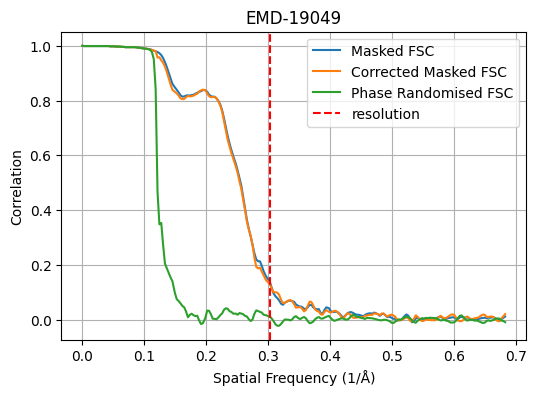 EMD-19049
Masked FSC
Corrected Masked FSC
Phase Randomised FSC
resolution
Correlation
1.0
0.8
0.6
0.4
0.2
0.0
0.0 0.1 0.2 0.3 0.4 0.5 0.6 0.7
Spatial Frequency (1/Å)